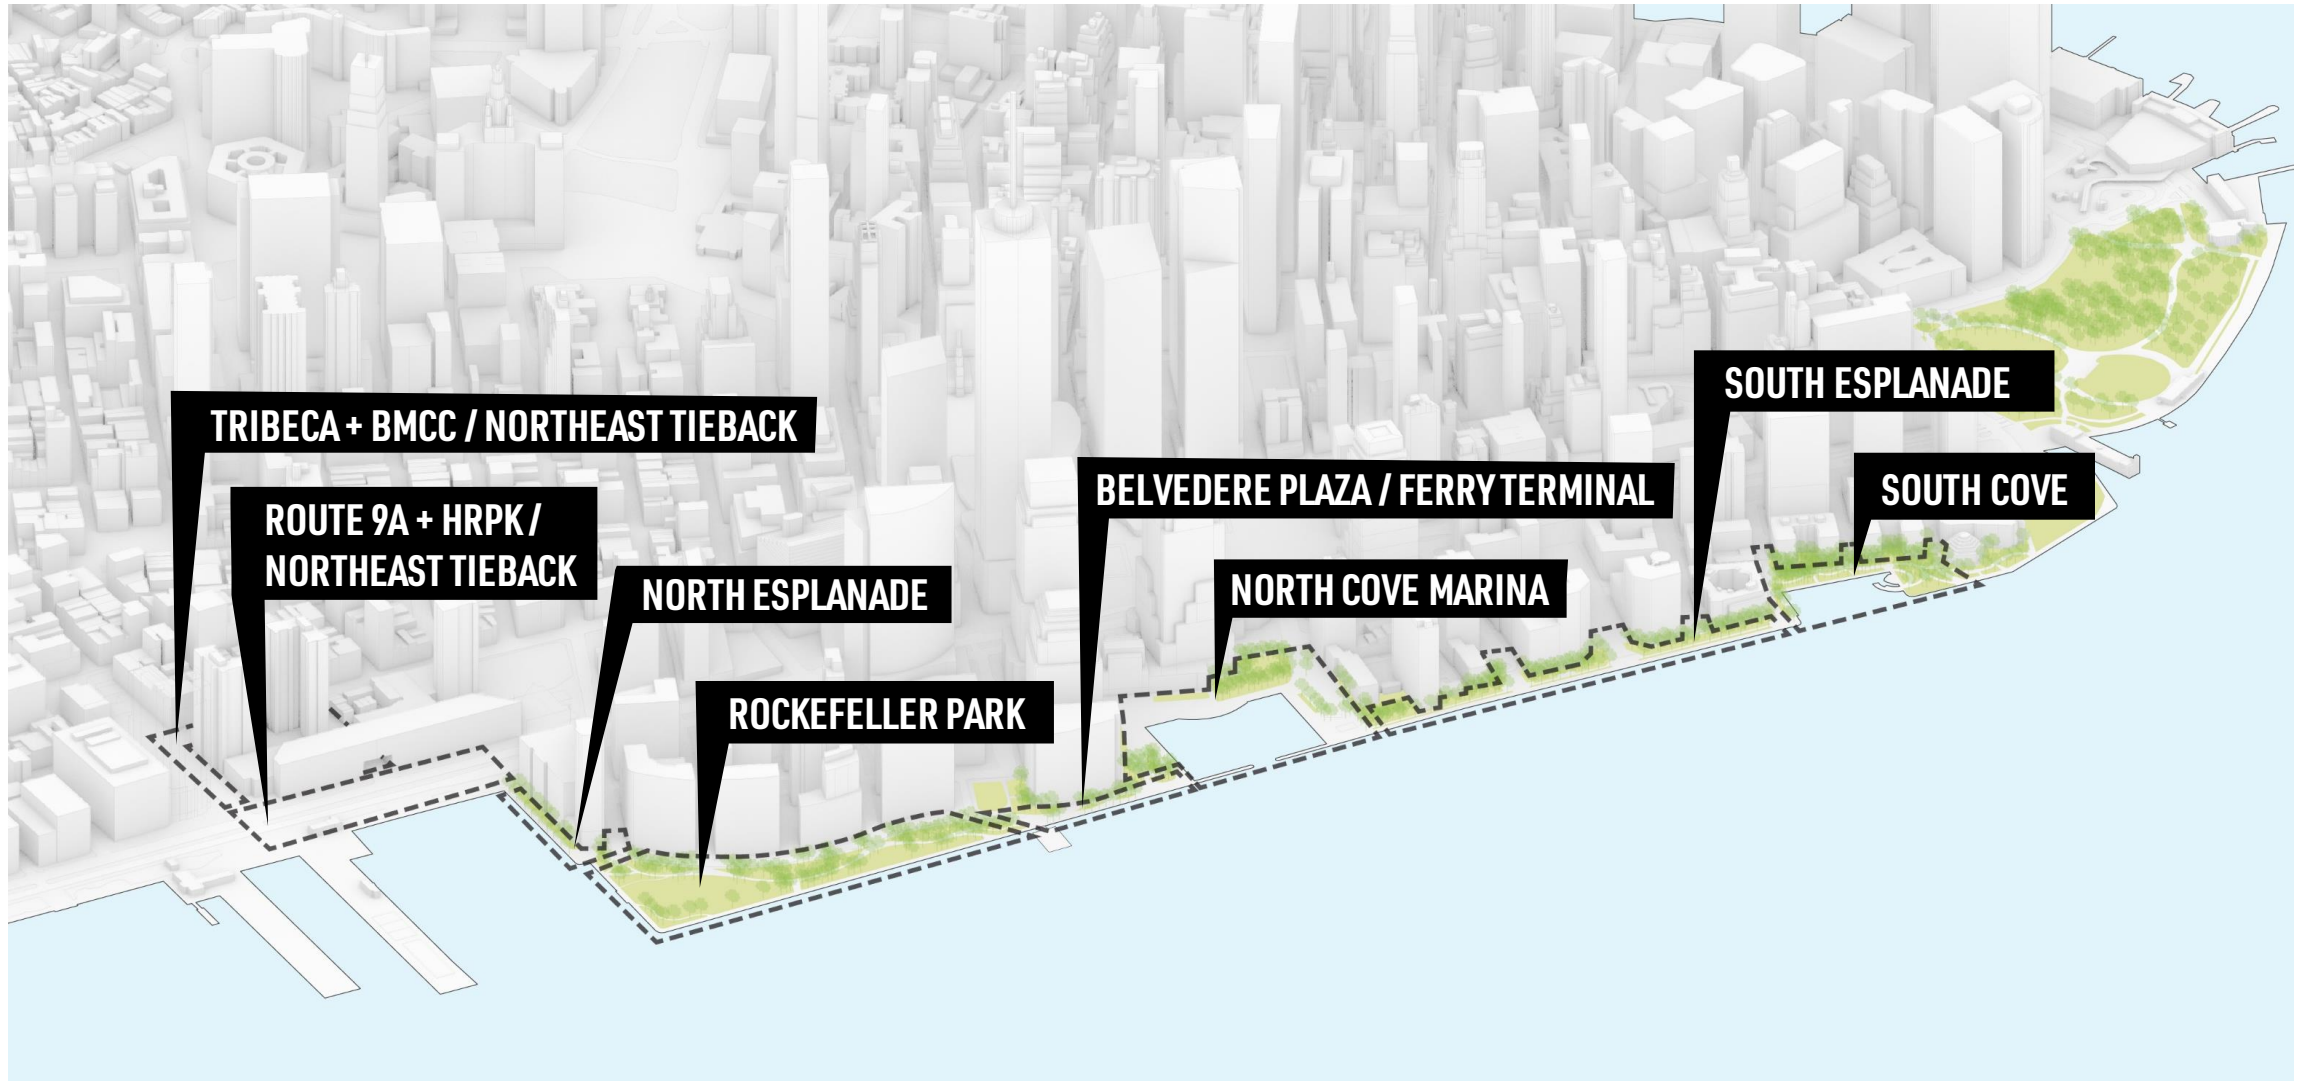 TRIBECA + BMCC / NORTHEAST TIEBACK
ROUTE 9A + HRPK /
NORTHEAST TIEBACK
NORTH ESPLANADE
ROCKEFELLER PARK
BELVEDERE PLAZA / FERRY TERMINAL
NORTH COVE MARINA
SOUTH ESPLANADE
SOUTH COVE